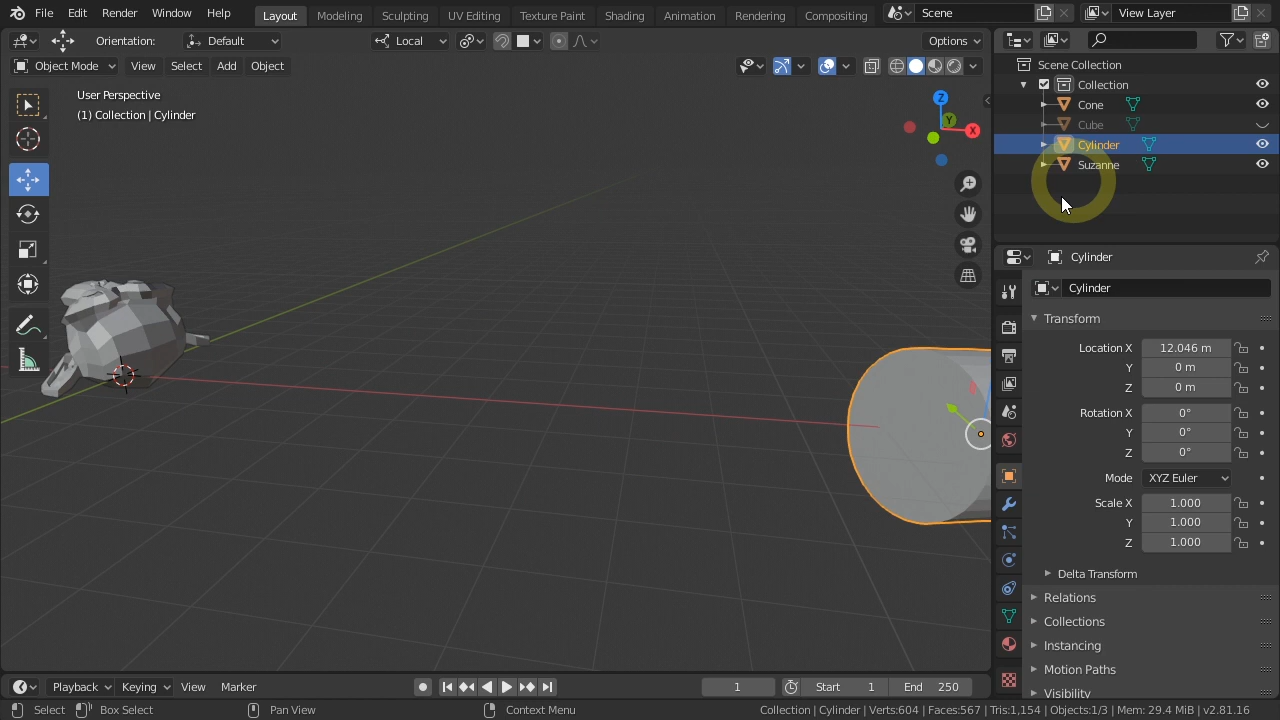 File Edit Render Window Help Layout Modeling Sculpting UV Editing Texture Paint Shading Animation Rendering Compositing Scene View Layer
Orientation: Default Local Options
Object Mode View Select Add Object
User Perspective
(1) Collection | Cylinder
Z
Y
X
Scene Collection
Collection
Cone
Cube
Cylinder
Suzanne
Cylinder
Cylinder
Transform
Location X 12.046 m
Y 0 m
Z 0 m
Rotation X 0°
Y 0°
Z 0°
Mode XYZ Euler
Scale X 1.000
Y 1.000
Z 1.000
Delta Transform
Relations
Collections
Instancing
Motion Paths
Visibility
Playback Keying View Marker 1 Start 1 End 250
Select Box Select Pan View Context Menu Collection | Cylinder | Verts:604 | Faces:567 | Tris:1,154 | Objects:1/3 | Mem: 29.4 MiB | v2.81.16